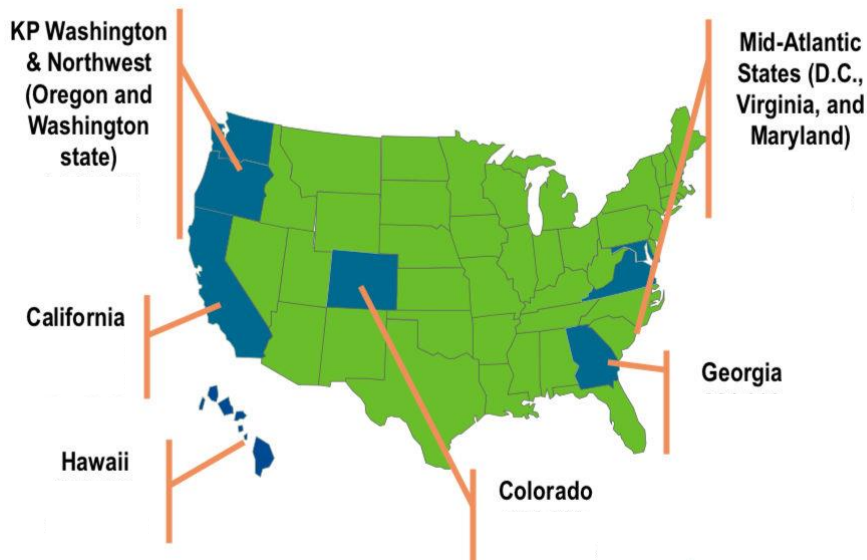 KP Washington
& Northwest
(Oregon and
Washington
state)
Mid-Atlantic
States (D.C.,
Virginia, and
Maryland)
California
Georgia
Hawaii
Colorado